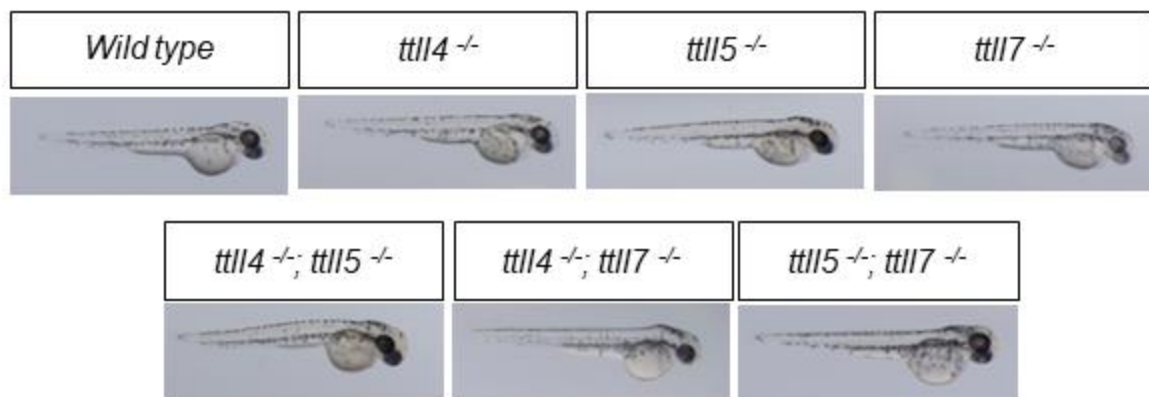 Wild type
ttll4 -/-
ttll5 -/-
ttll7 -/-
ttll4 -/-; ttll5 -/-
ttll4 -/-; ttll7 -/-
ttll5 -/-; ttll7 -/-